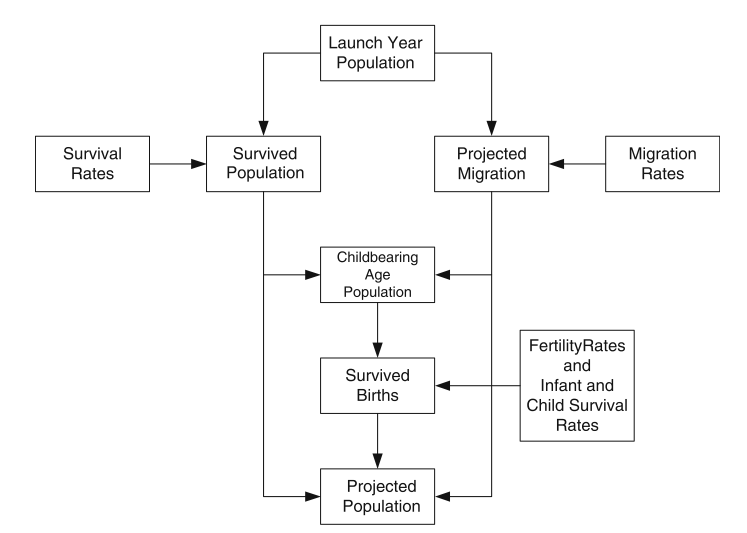 Launch Year
Population
Survival
Rates
Survived
Population
Projected
Migration
Migration
Rates
Childbearing
Age
Population
FertilityRates
and
Infant and
Child Survival
Rates
Survived
Births
Projected
Population